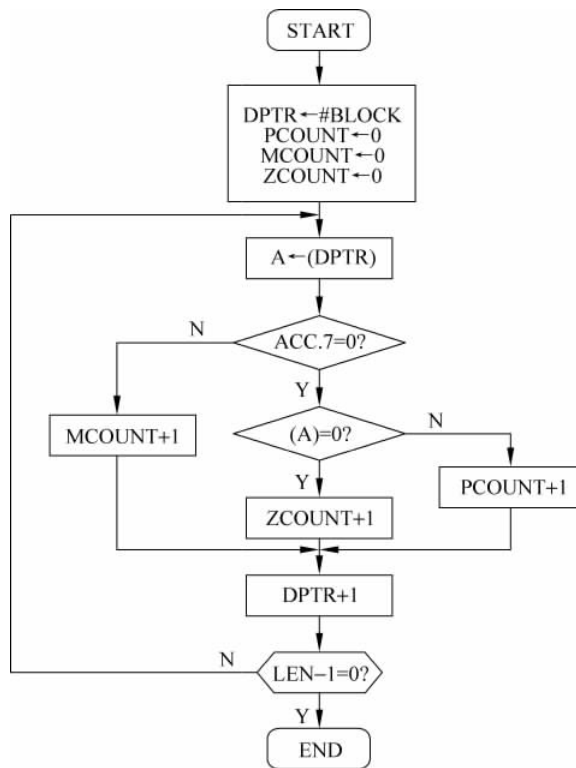 START
DPTR←#BLOCK
PCOUNT←0
MCOUNT←0
ZCOUNT←0
A←(DPTR)
N
ACC.7=0?
Y
MCOUNT+1
(A)=0?
N
Y
PCOUNT+1
ZCOUNT+1
DPTR+1
N
LEN−1=0?
Y
END